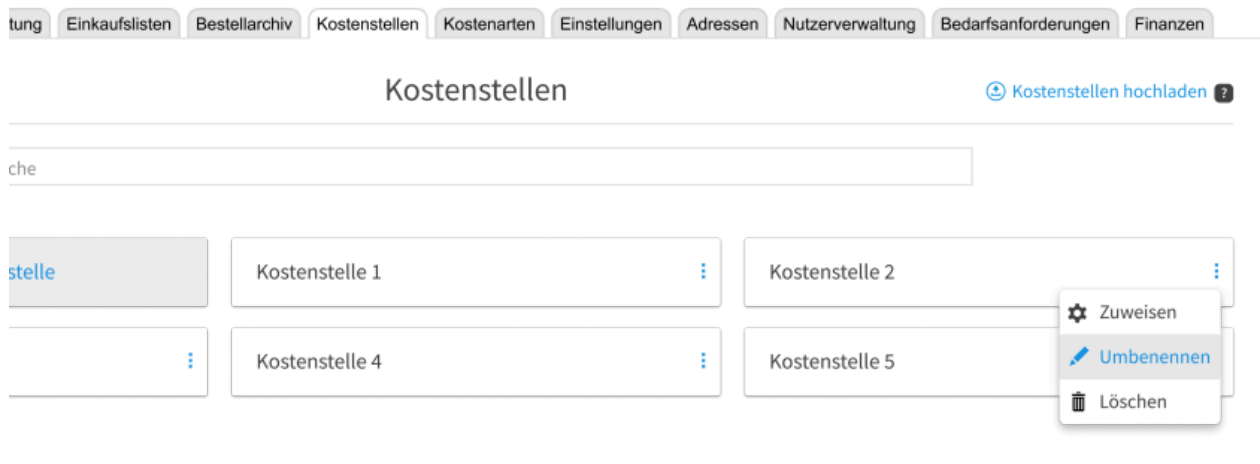 tung Einkaufslisten Bestellarchiv Kostenstellen Kostenarten Einstellungen Adressen Nutzerverwaltung Bedarfsanforderungen Finanzen
Kostenstellen
Kostenstellen hochladen ?
che
stelle
Kostenstelle 1
Kostenstelle 2
Zuweisen
Umbenennen
Löschen
Kostenstelle 4
Kostenstelle 5